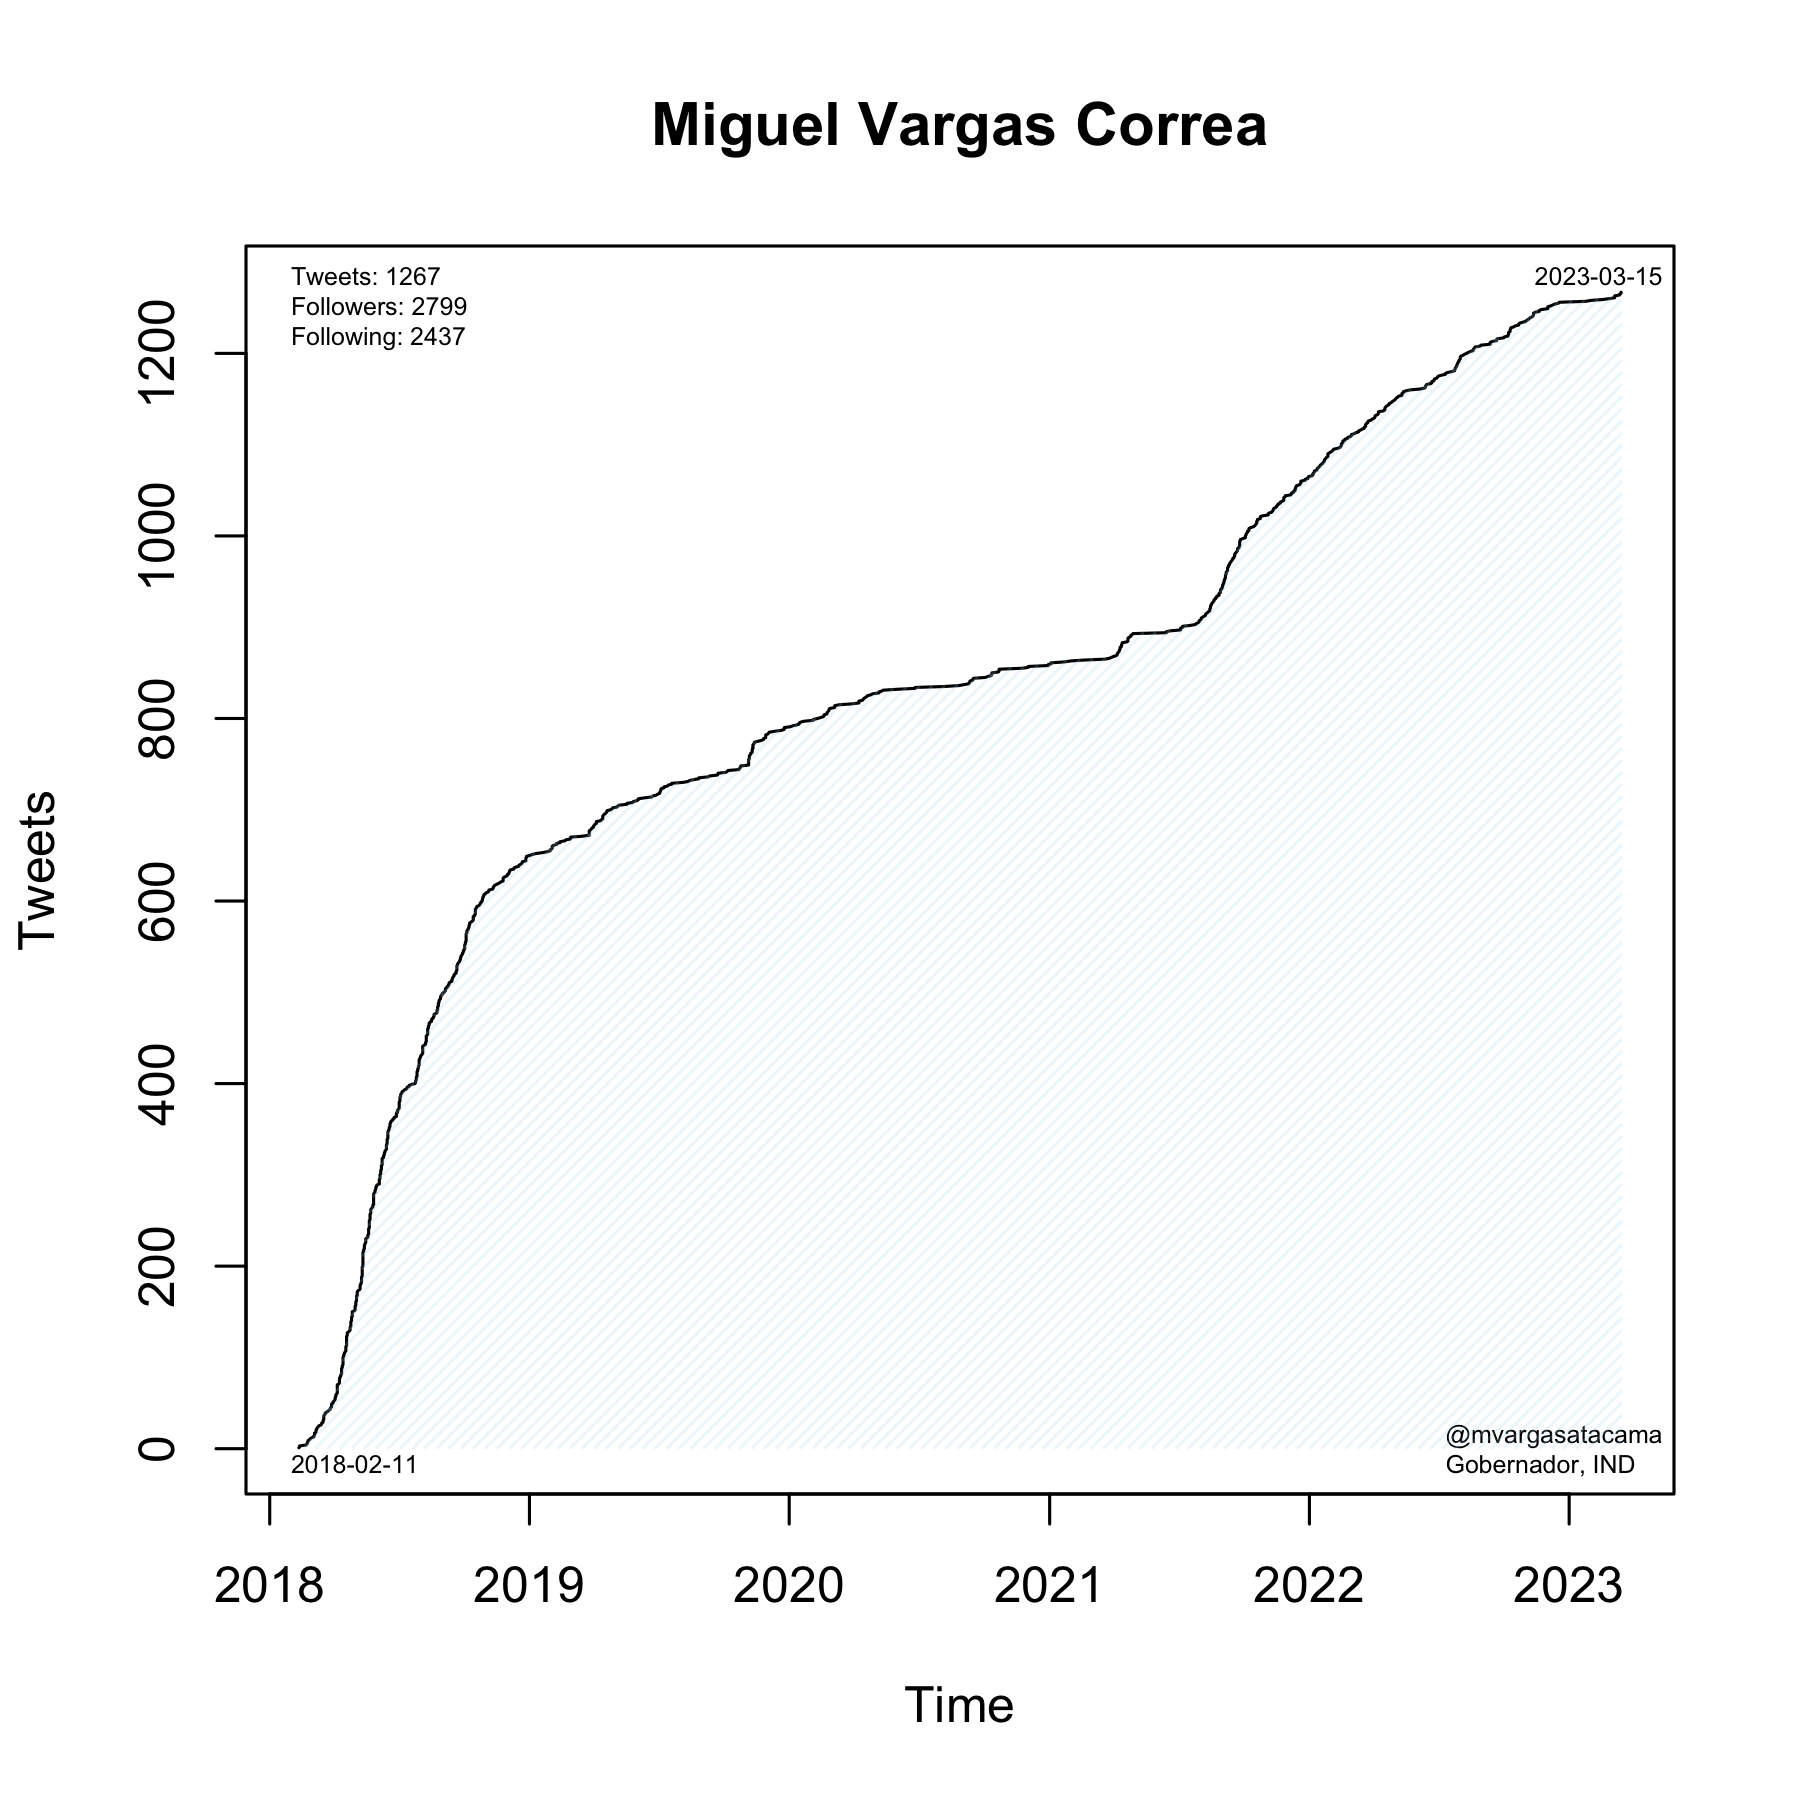 Miguel Vargas Correa
Tweets: 1267
Followers: 2799
Following: 2437
2023-03-15
1200
1000
800
600
400
200
0
Tweets
2018-02-11
@mvargasatacama
Gobernador, IND
2018 2019 2020 2021 2022 2023
Time